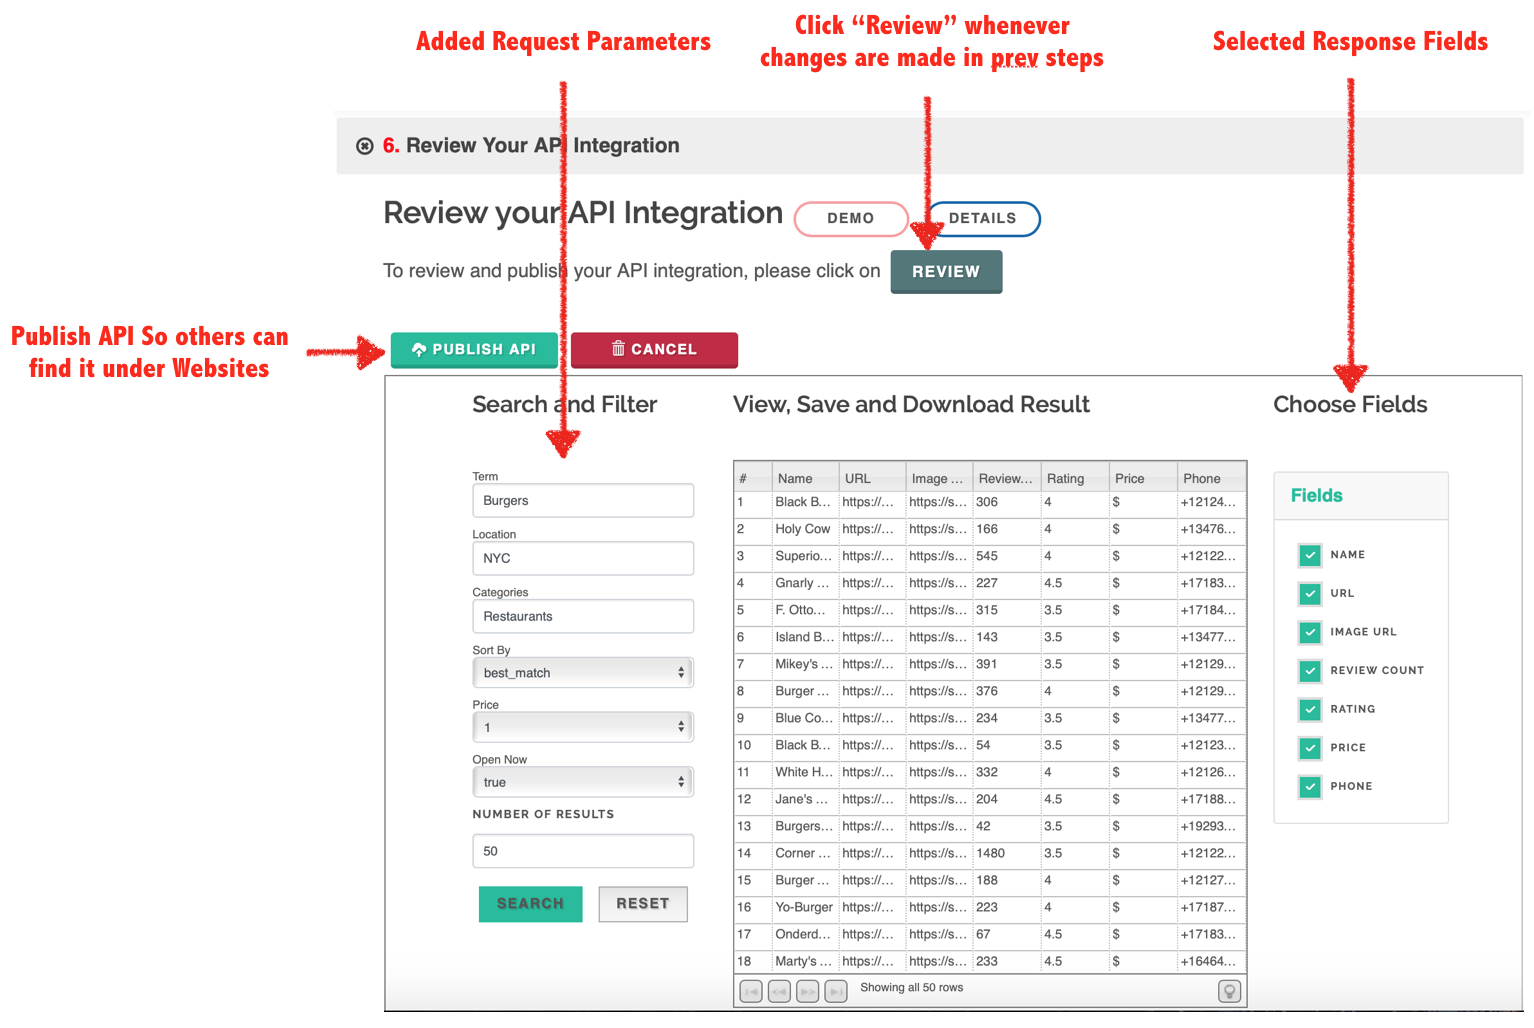 Added Request Parameters
Click “Review” whenever
changes are made in prev steps
Selected Response Fields
6. Review Your API Integration
Review your API Integration
DEMO
DETAILS
To review and publish your API integration, please click on
REVIEW
Publish API So others can
find it under Websites
PUBLISH API
CANCEL
Search and Filter
View, Save and Download Result
Choose Fields
Term
Burgers
Location
NYC
Categories
Restaurants
Sort By
best_match
Price
1
Open Now
true
NUMBER OF RESULTS
50
SEARCH
RESET
# Name URL Image ... Review... Rating Price Phone
1 Black B... https://... https://s... 306 4 $ +12124...
2 Holy Cow https://... https://s... 166 4 $ +13476...
3 Superio... https://... https://s... 545 4 $ +12122...
4 Gnarly ... https://... https://s... 227 4.5 $ +17183...
5 F. Otto... https://... https://s... 315 3.5 $ +17184...
6 Island B... https://... https://s... 143 3.5 $ +13477...
7 Mikey's ... https://... https://s... 391 3.5 $ +12129...
8 Burger ... https://... https://s... 376 4 $ +12129...
9 Blue Co... https://... https://s... 234 3.5 $ +13477...
10 Black B... https://... https://s... 54 3.5 $ +12123...
11 White H... https://... https://s... 332 4 $ +12126...
12 Jane's ... https://... https://s... 204 4.5 $ +17188...
13 Burgers... https://... https://s... 42 3.5 $ +19293...
14 Corner ... https://... https://s... 1480 3.5 $ +12122...
15 Burger ... https://... https://s... 188 4 $ +12127...
16 Yo-Burger https://... https://s... 223 4 $ +17187...
17 Onderd... https://... https://s... 67 4.5 $ +17183...
18 Marty's ... https://... https://s... 233 4.5 $ +16464...
Showing all 50 rows
Fields
NAME
URL
IMAGE URL
REVIEW COUNT
RATING
PRICE
PHONE